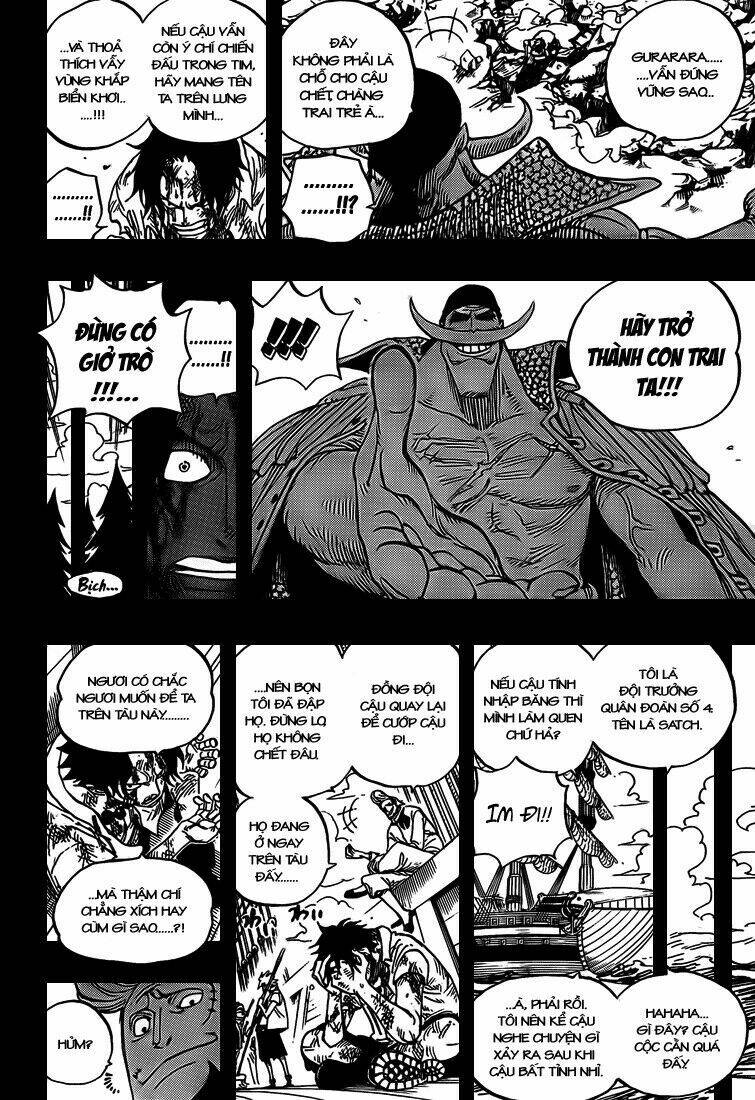 GURARARA.....
....VẪN ĐỨNG
VỮNG SAO...
ĐÂY
KHÔNG PHẢI LÀ
CHỖ CHO CẬU
CHẾT, CHÀNG
TRAI TRẺ Ạ...
.........
......!!?
NẾU CẬU VẪN
CÒN Ý CHÍ CHIẾN
ĐẤU TRONG TIM,
HÃY MANG TÊN
TA TRÊN LƯNG
MÌNH...
...VÀ THOẢ
THÍCH VẪY
VÙNG KHẮP
BIỂN KHƠI..
....!!!
.........
......!!
HÃY TRỞ
THÀNH CON TRAI
TA!!!
!!!!
.........
......!!
ĐỪNG CÓ
GIỞ TRÒ
!!!...
Bịch...
TÔI LÀ
ĐỘI TRƯỞNG
QUÂN ĐOÀN SỐ 4,
TÊN LÀ SATCH.
NẾU CẬU TÍNH
NHẬP BĂNG THÌ
MÌNH LÀM QUEN
CHỨ HẢ?
IM ĐI!!
HAHAHA...
GÌ ĐÂY? CẬU
CỘC CẰN QUÁ
ĐẤY.
...À, PHẢI RỒI.
TÔI NÊN KỂ CẬU
NGHE CHUYỆN GÌ
XẢY RA SAU KHI
CẬU BẤT TỈNH NHỈ.
ĐỒNG ĐỘI
CẬU QUAY LẠI
ĐỂ CƯỚP CẬU
ĐI...
....NÊN BỌN
TÔI ĐÃ ĐẬP
HỌ. ĐỪNG LO,
HỌ KHÔNG
CHẾT ĐÂU.
HỌ ĐANG
Ở NGAY
TRÊN TÀU
ĐẤY......
わいわい
NGƯƠI CÓ CHẮC
NGƯƠI MUỐN ĐỂ TA
TRÊN TÀU NÀY........
...MÀ THẬM CHÍ
CHẲNG XÍCH HAY
CÙM GÌ SAO.....?!
HỬM?